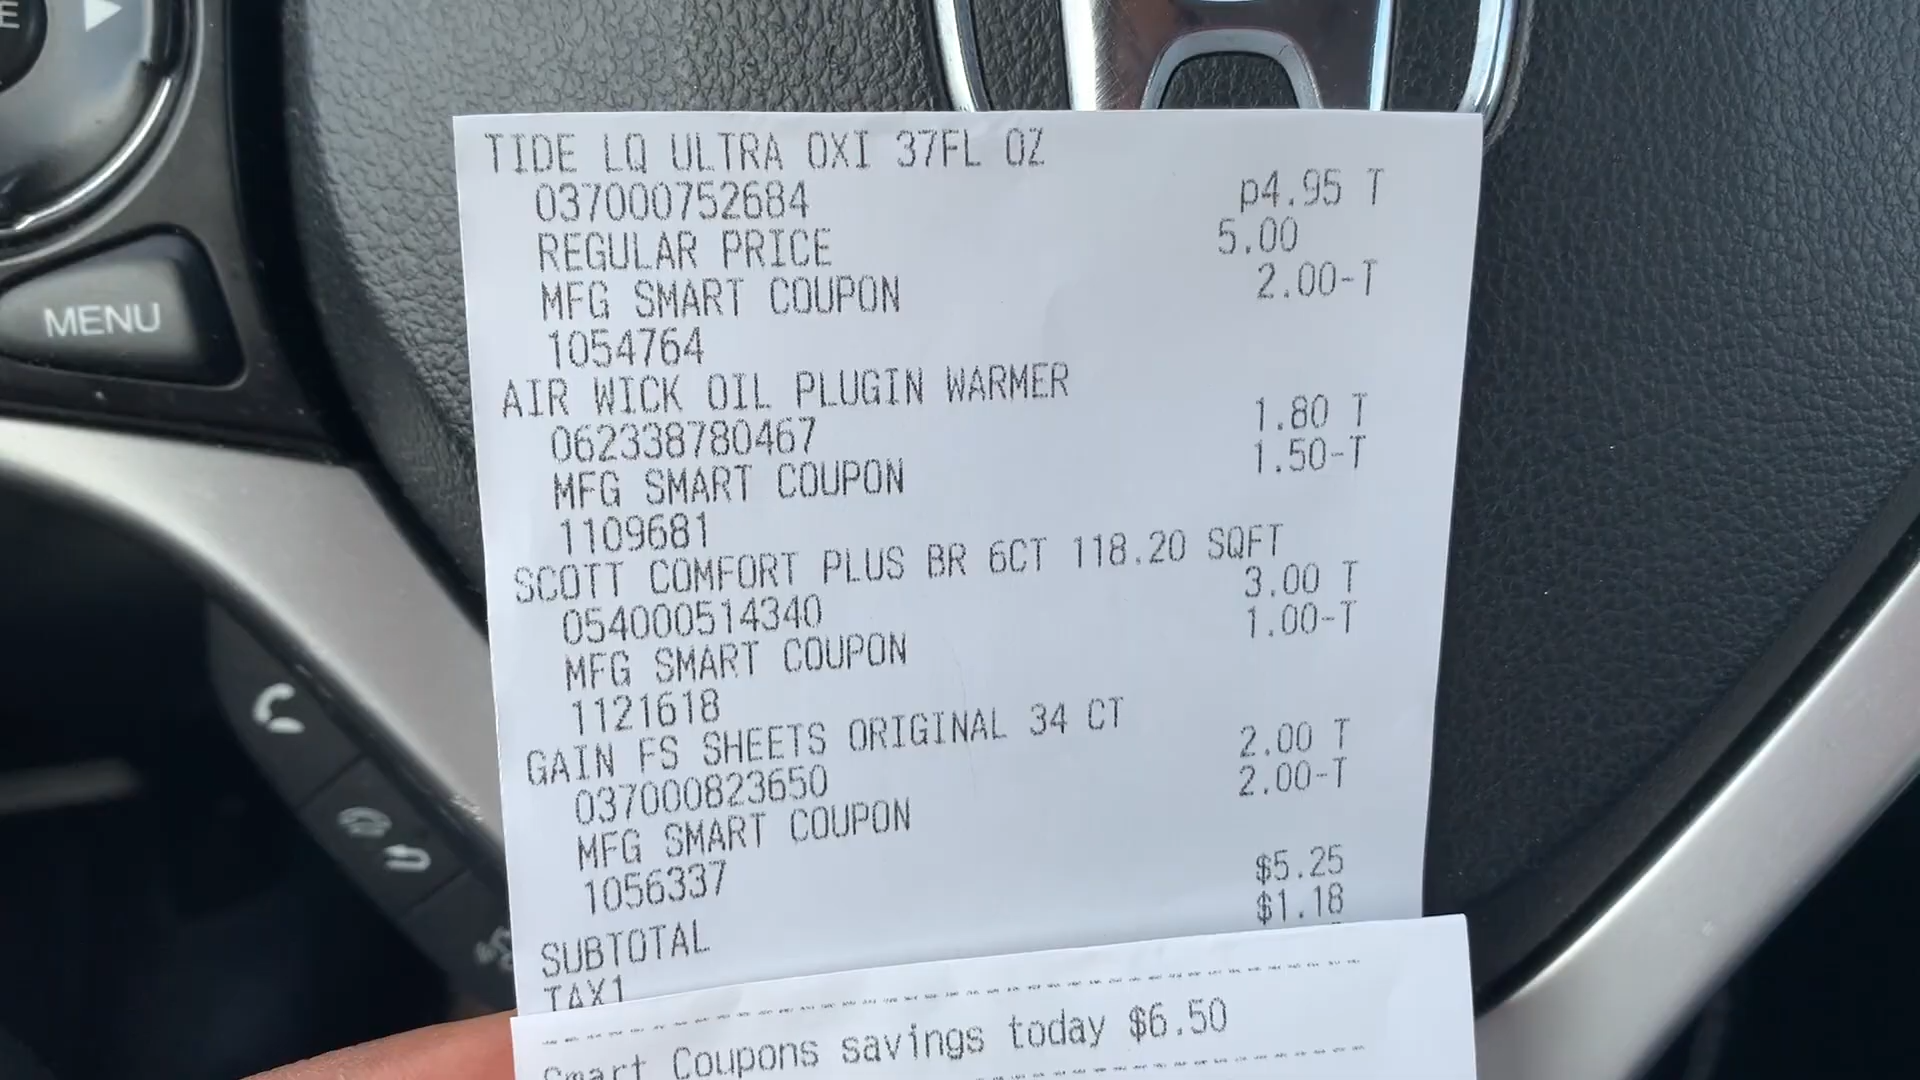 E
MENU
TIDE LQ ULTRA OXI 37FL OZ
037000752684 p4.95 T
REGULAR PRICE 5.00
MFG SMART COUPON 2.00-T
1054764
AIR WICK OIL PLUGIN WARMER
062338780467 1.80 T
MFG SMART COUPON 1.50-T
1109681
SCOTT COMFORT PLUS BR 6CT 118.20 SQFT
054000514340 3.00 T
MFG SMART COUPON 1.00-T
1121618
GAIN FS SHEETS ORIGINAL 34 CT
037000823650 2.00 T
MFG SMART COUPON 2.00-T
1056337
SUBTOTAL $5.25
TAX1 $1.18
Smart Coupons savings today $6.50